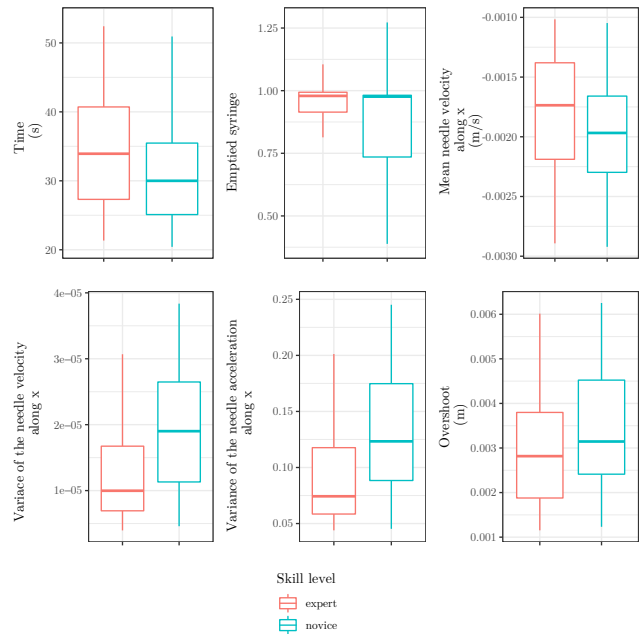 Time
(s)
50
40
30
20
Emptied syringe
1.25
1.00
0.75
0.50
Mean needle velocity
along x
(m/s)
-0.0010
-0.0015
-0.0020
-0.0025
-0.0030
Variace of the needle velocity
along x
4e−05
3e−05
2e−05
1e−05
Variance of the needle acceleration
along x
0.25
0.20
0.15
0.10
0.05
Overshoot
(m)
0.006
0.005
0.004
0.003
0.002
0.001
Skill level
expert
novice